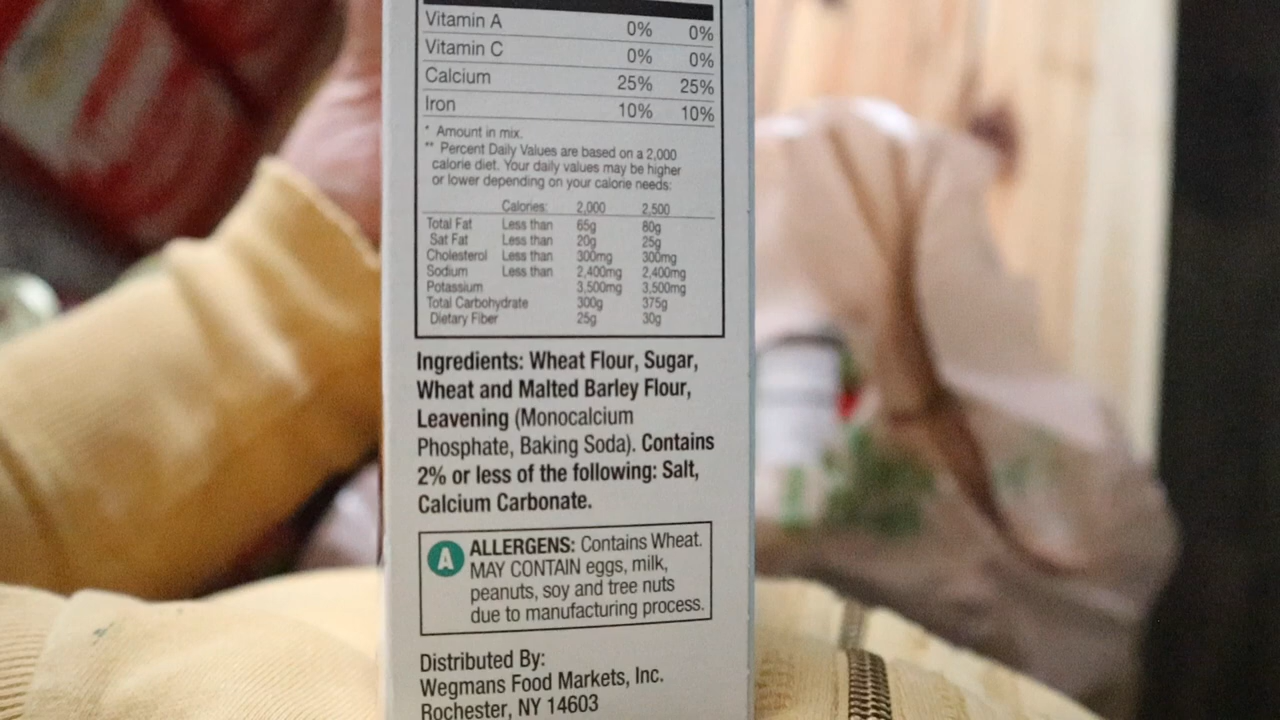 Vitamin A 0% 0%
Vitamin C 0% 0%
Calcium 25% 25%
Iron 10% 10%
* Amount in mix.
** Percent Daily Values are based on a 2,000
calorie diet. Your daily values may be higher
or lower depending on your calorie needs:
Calories: 2,000 2,500
Total Fat Less than 65g 80g
Sat Fat Less than 20g 25g
Cholesterol Less than 300mg 300mg
Sodium Less than 2,400mg 2,400mg
Potassium 3,500mg 3,500mg
Total Carbohydrate 300g 375g
Dietary Fiber 25g 30g
Ingredients: Wheat Flour, Sugar,
Wheat and Malted Barley Flour,
Leavening (Monocalcium
Phosphate, Baking Soda). Contains
2% or less of the following: Salt,
Calcium Carbonate.
A ALLERGENS: Contains Wheat.
MAY CONTAIN eggs, milk,
peanuts, soy and tree nuts
due to manufacturing process.
Distributed By:
Wegmans Food Markets, Inc.
Rochester, NY 14603